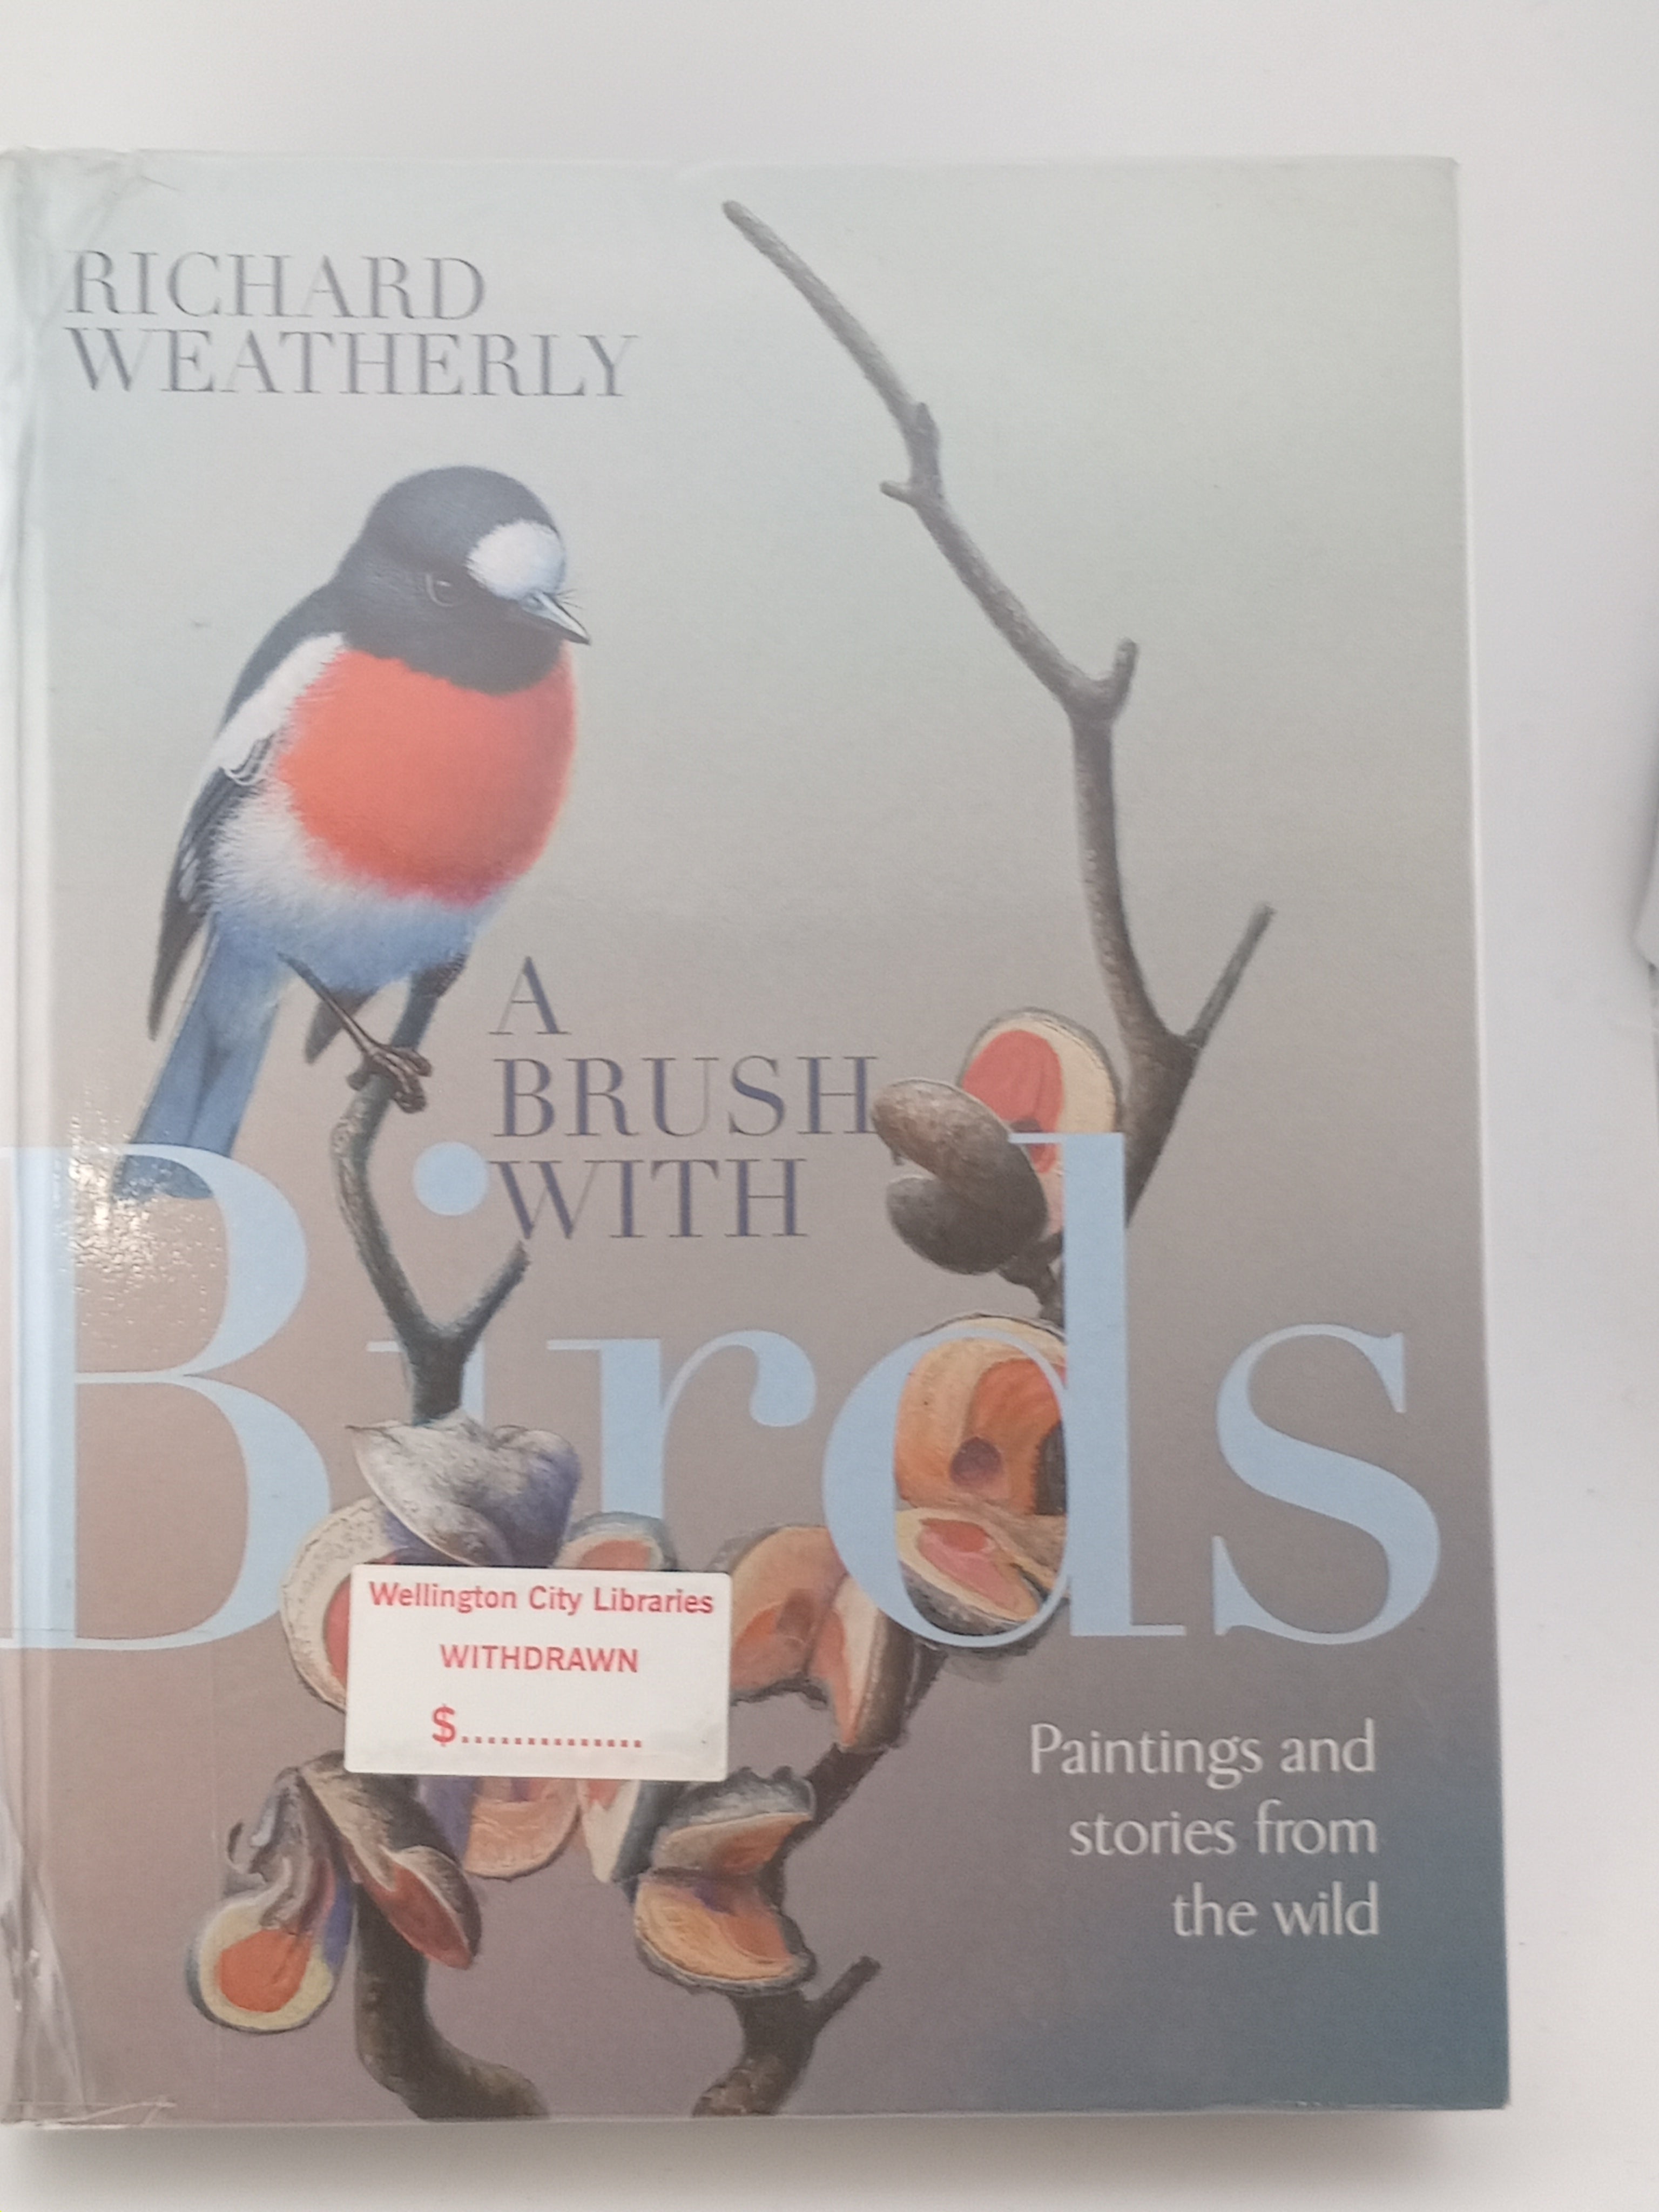 RICHARD
WEATHERLY
A
BRUSH
WITH
Birds
Wellington City Libraries
WITHDRAWN
$..............
Paintings and
stories from
the wild